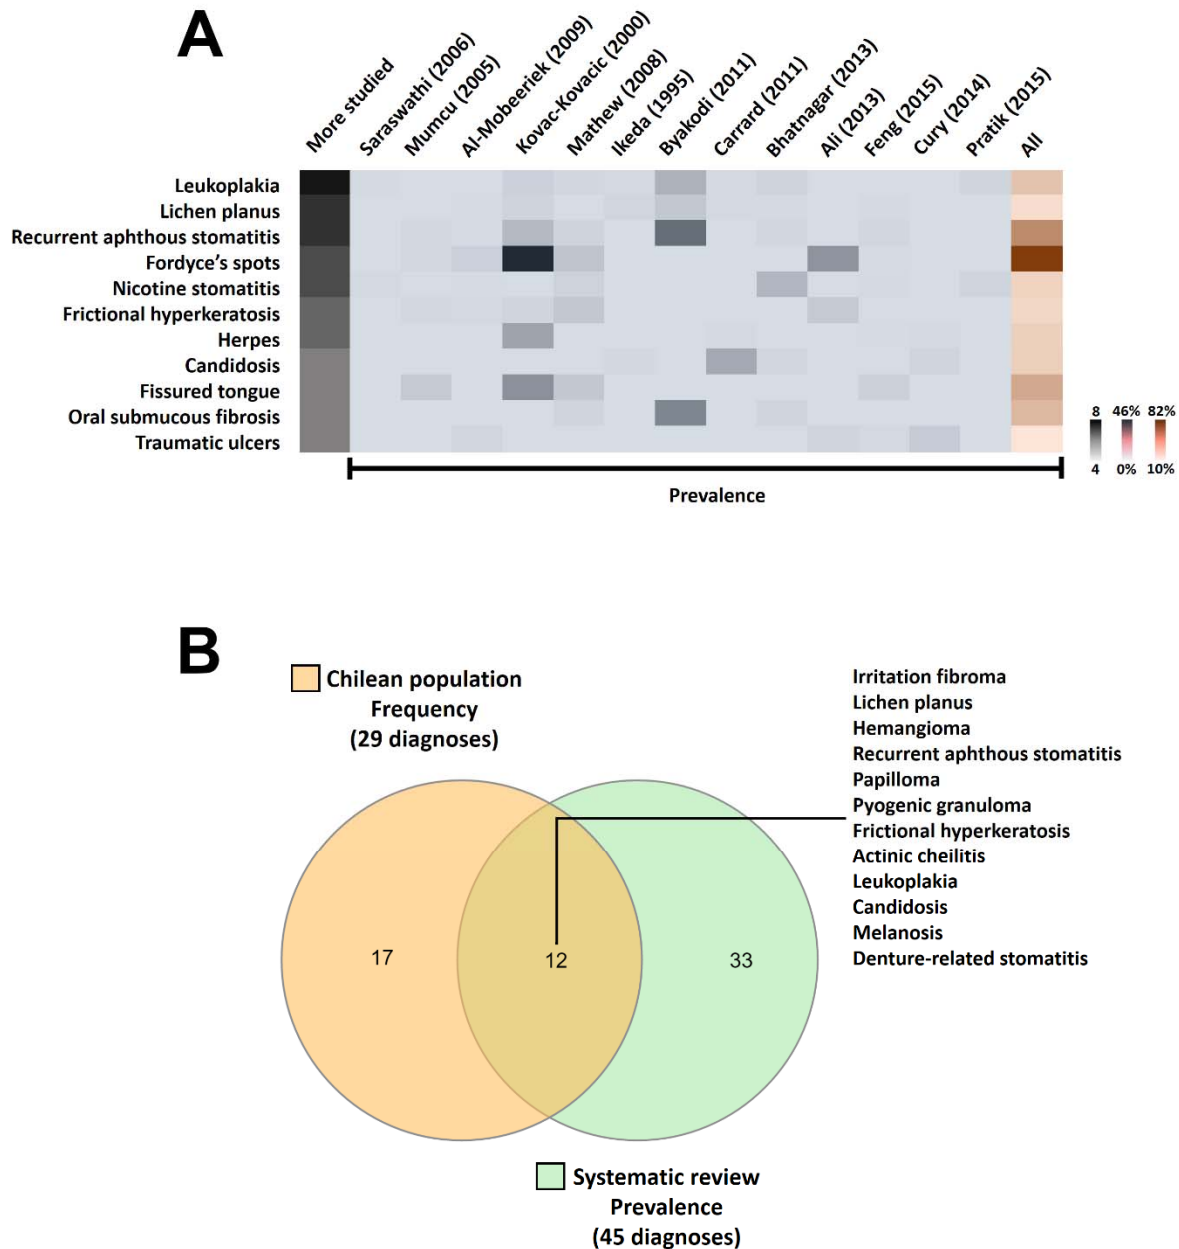 A
More studied
Saraswathi (2006)
Mumcu (2005)
Al-Mobeeriek (2009)
Kovac-Kovacic (2000)
Mathew (2008)
Ikeda (1995)
Byakodi (2011)
Carrard (2011)
Bhatnagar (2013)
Ali (2013)
Feng (2015)
Cury (2014)
Pratik (2015)
All
Leukoplakia
Lichen planus
Recurrent aphthous stomatitis
Fordyce's spots
Nicotine stomatitis
Frictional hyperkeratosis
Herpes
Candidosis
Fissured tongue
Oral submucous fibrosis
Traumatic ulcers
8 46% 82%
4 0% 10%
Prevalence
B
Chilean population
Frequency
(29 diagnoses)
Irritation fibroma
Lichen planus
Hemangioma
Recurrent aphthous stomatitis
Papilloma
Pyogenic granuloma
Frictional hyperkeratosis
Actinic cheilitis
Leukoplakia
Candidosis
Melanosis
Denture-related stomatitis
17 12 33
Systematic review
Prevalence
(45 diagnoses)